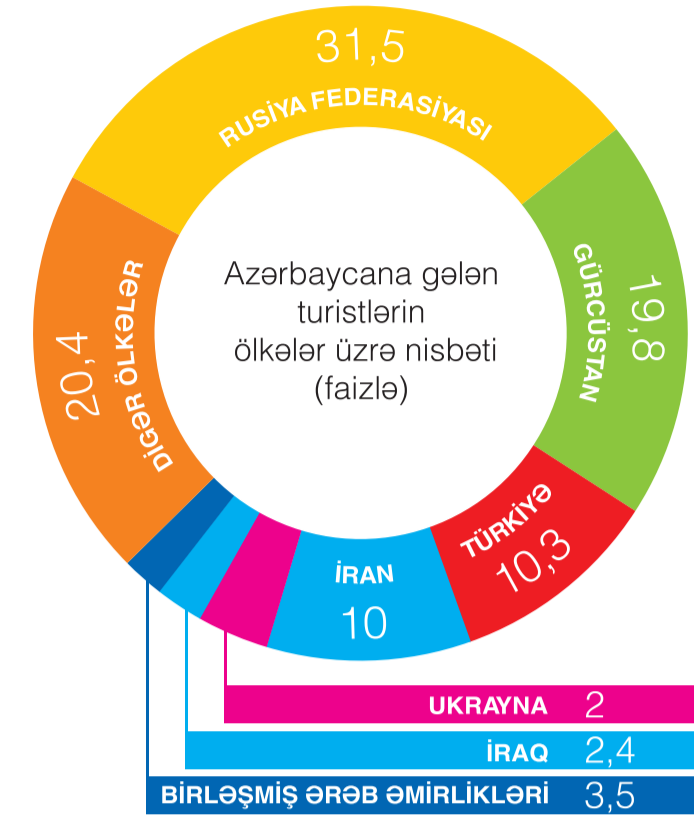 31,5
RUSİYA FEDERASİYASI
GÜRCÜSTAN
19,8
Azərbaycana gələn
turistlərin
ölkələr üzrə nisbəti
(faizlə)
20,4
DİGƏR ÖLKƏLƏR
TÜRKİYƏ
10,3
İRAN
10
UKRAYNA 2
İRAQ 2,4
BİRLƏŞMİŞ ƏRƏB ƏMİRLİKLƏRİ 3,5